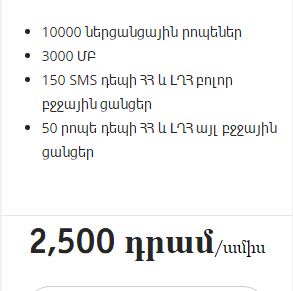 10000 ներցանցային րոպեներ
3000 ՄԲ
150 SMS դեպի ՀՀ և ԼՂՀ բոլոր
բջջային ցանցեր
50 րոպե դեպի ՀՀ և ԼՂՀ այլ բջջային
ցանցեր
2,500 դրամ/ամիս